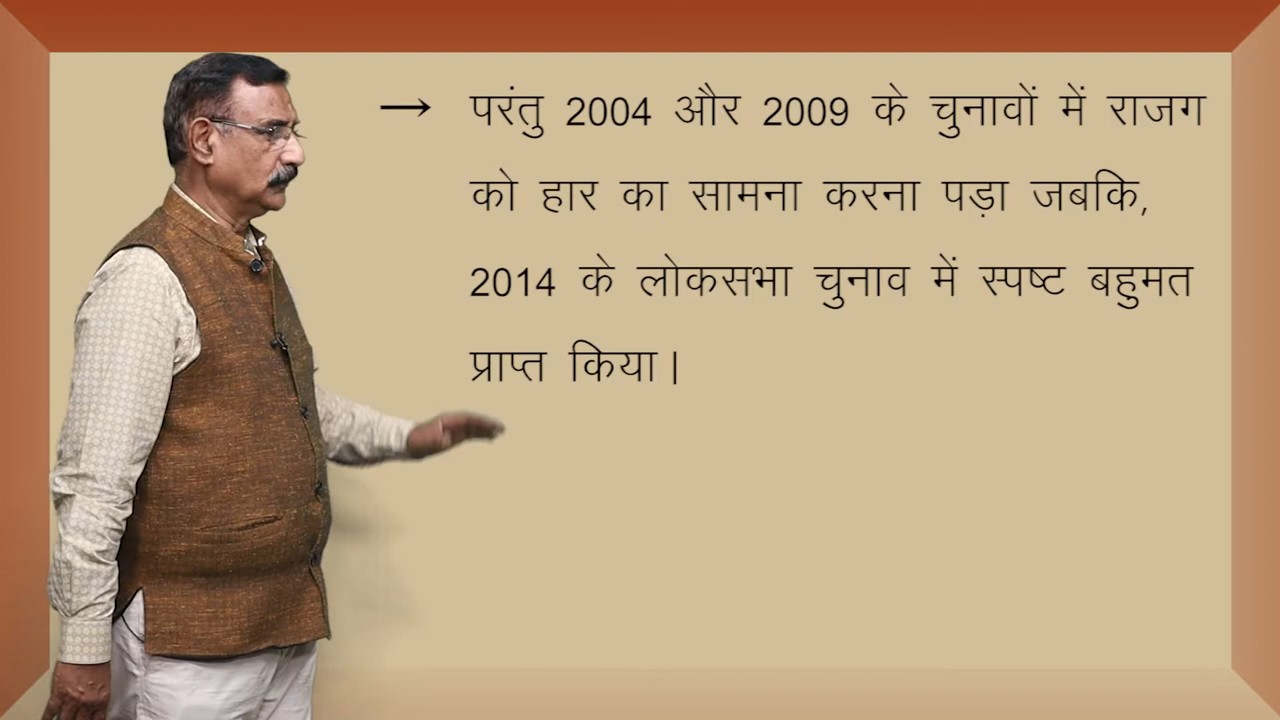 → परंतु 2004 और 2009 के चुनावों में राजग
को हार का सामना करना पड़ा जबकि,
2014 के लोकसभा चुनाव में स्पष्ट बहुमत
प्राप्त किया।